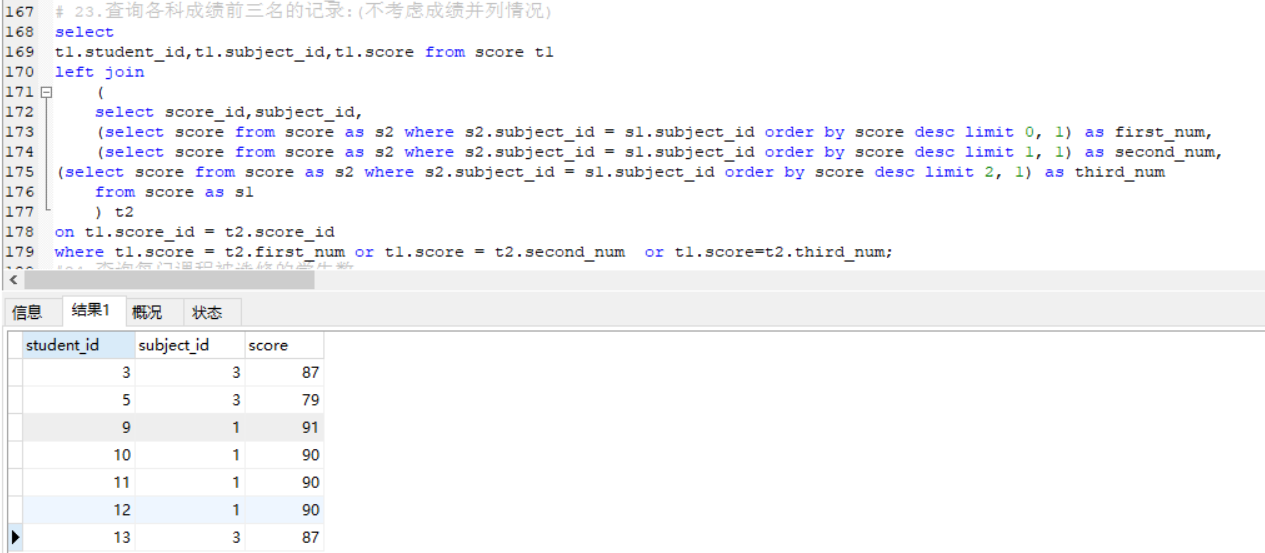 167 # 23.查询各科成绩前三名的记录:(不考虑成绩并列情况)
168 select
169 t1.student_id,t1.subject_id,t1.score from score t1
170 left join
171 (
172 select score_id,subject_id,
173 (select score from score as s2 where s2.subject_id = s1.subject_id order by score desc limit 0, 1) as first_num,
174 (select score from score as s2 where s2.subject_id = s1.subject_id order by score desc limit 1, 1) as second_num,
175 (select score from score as s2 where s2.subject_id = s1.subject_id order by score desc limit 2, 1) as third_num
176 from score as s1
177 ) t2
178 on t1.score_id = t2.score_id
179 where t1.score = t2.first_num or t1.score = t2.second_num or t1.score=t2.third_num;
信息 结果1 概况 状态
student_id subject_id score
3 3 87
5 3 79
9 1 91
10 1 90
11 1 90
12 1 90
13 3 87